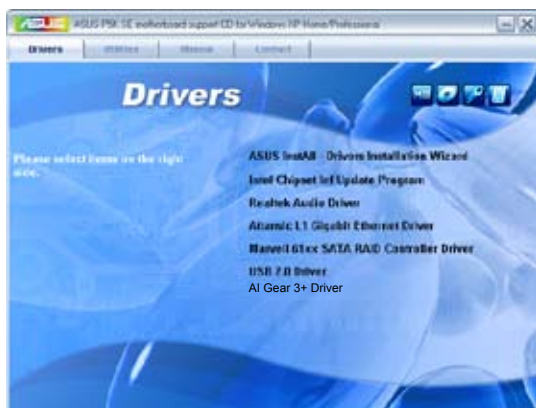 ASUS P5K SE motherboard support CD for Windows XP Home/Professional
Drivers Utilities Manual Contact
Drivers
Please select items on the right
side.
ASUS InstAll - Drivers Installation Wizard
Intel Chipset Inf Update Program
Realtek Audio Driver
Attansic L1 Gigabit Ethernet Driver
Marvell 61xx SATA RAID Controller Driver
USB 2.0 Driver
AI Gear 3+ Driver